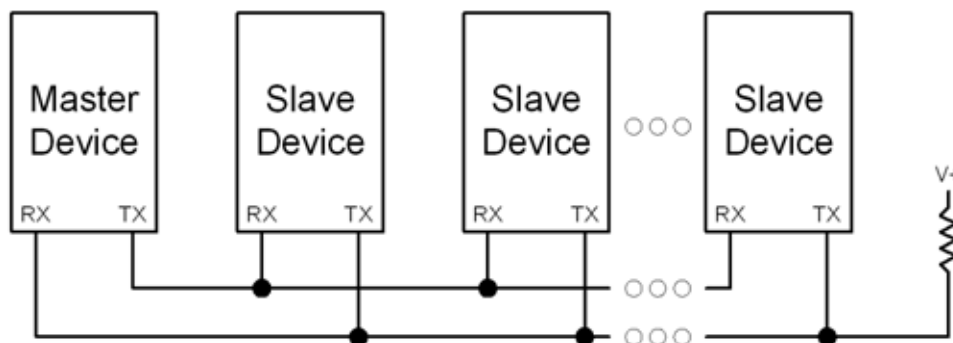 Master
Device
Slave
Device
Slave
Device
Slave
Device
RX TX
RX TX
RX TX
RX TX
V+